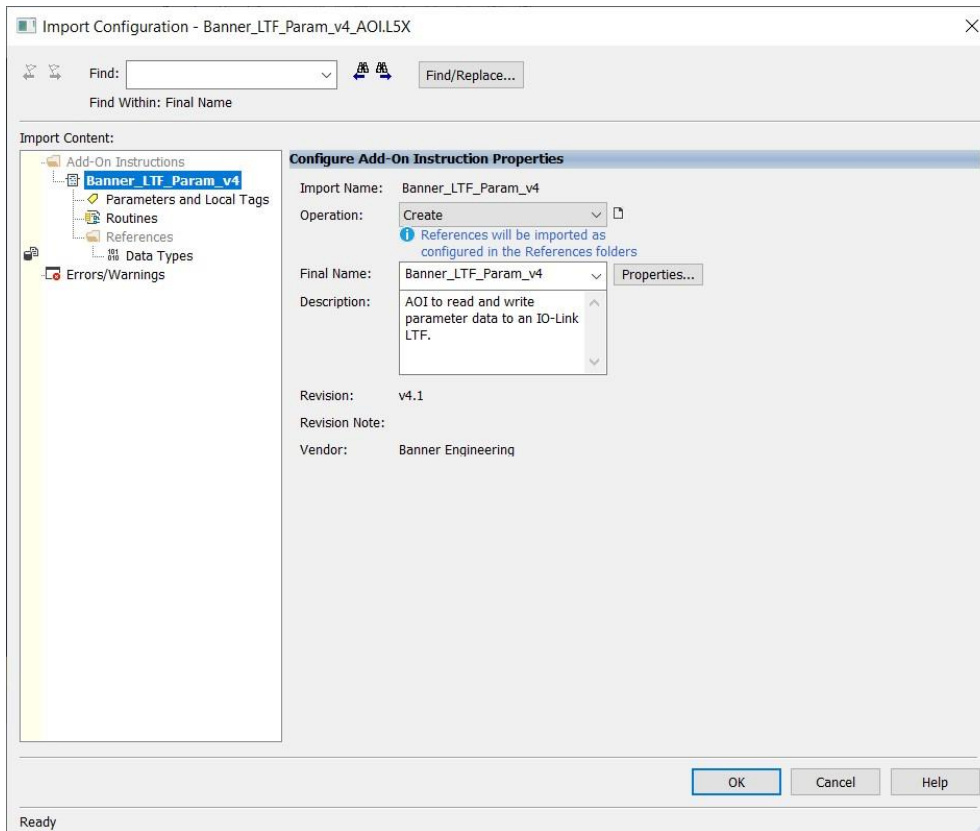 Import Configuration - Banner_LTF_Param_v4_AOI.L5X
Find:
Find/Replace...
Find Within: Final Name
Import Content:
Add-On Instructions
Banner_LTF_Param_v4
Parameters and Local Tags
Routines
References
Data Types
Errors/Warnings
Configure Add-On Instruction Properties
Import Name: Banner_LTF_Param_v4
Operation: Create
References will be imported as
configured in the References folders
Final Name: Banner_LTF_Param_v4 Properties...
Description: AOI to read and write
parameter data to an IO-Link
LTF.
Revision: v4.1
Revision Note:
Vendor: Banner Engineering
OK Cancel Help
Ready